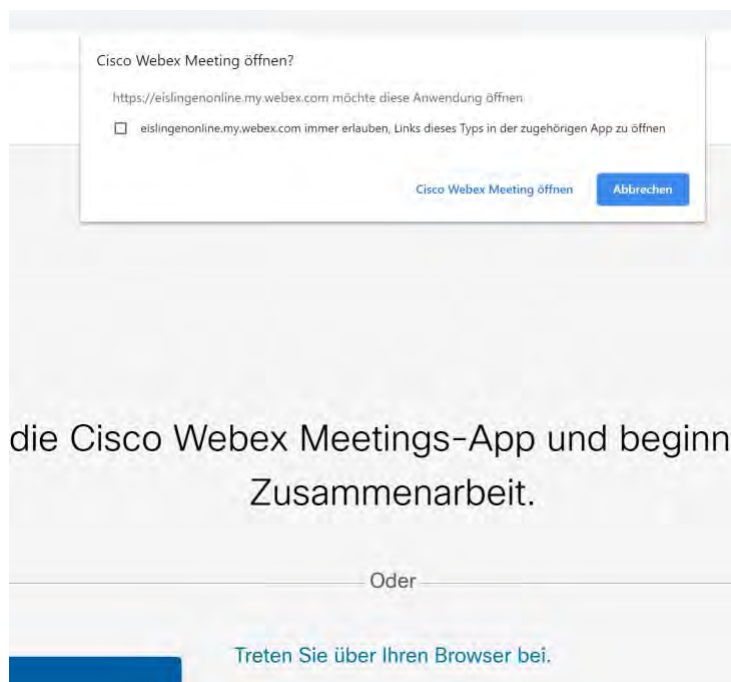 Cisco Webex Meeting öffnen?
https://eislingenonline.my.webex.com möchte diese Anwendung öffnen
eislingenonline.my.webex.com immer erlauben, Links dieses Typs in der zugehörigen App zu öffnen
Cisco Webex Meeting öffnen Abbrechen
die Cisco Webex Meetings-App und beginn
Zusammenarbeit.
Oder
Treten Sie über Ihren Browser bei.